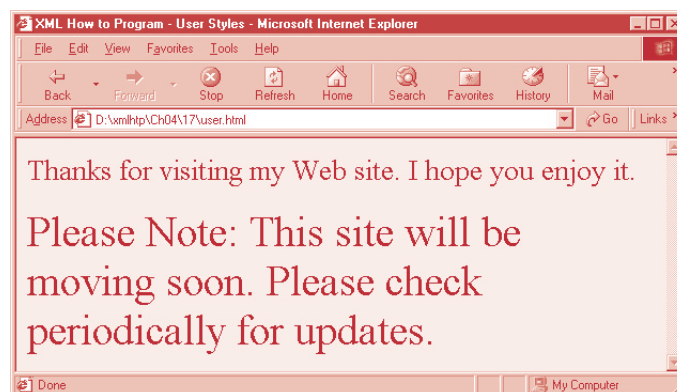 XML How to Program - User Styles - Microsoft Internet Explorer
File Edit View Favorites Tools Help
Back Forward Stop Refresh Home Search Favorites History Mail
Address D:\xmlhtp\Ch04\17\user.html Go Links
Thanks for visiting my Web site. I hope you enjoy it.
Please Note: This site will be
moving soon. Please check
periodically for updates.
Done My Computer